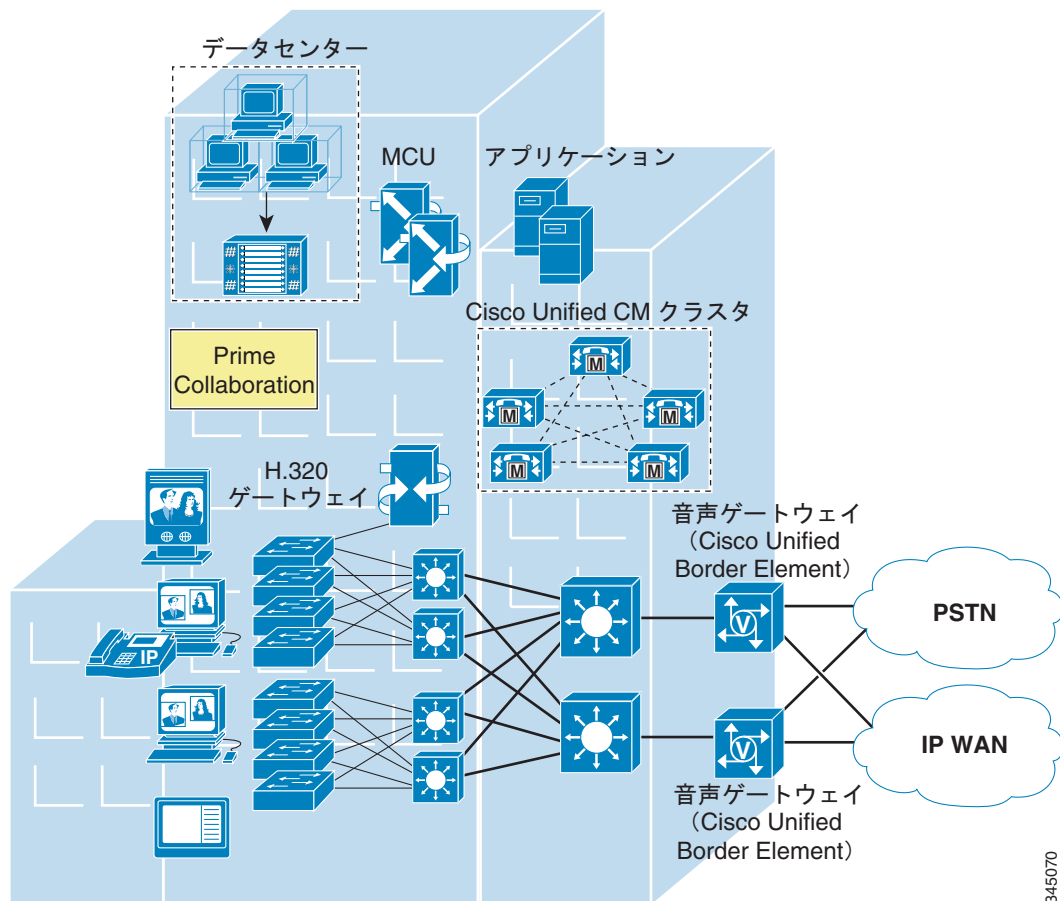 データセンター
MCU
アプリケーション
Cisco Unified CM クラスタ
M
M
M
M
M
Prime
Collaboration
H.320
ゲートウェイ
音声ゲートウェイ
（Cisco Unified
Border Element）
IP
V
PSTN
V
IP WAN
音声ゲートウェイ
（Cisco Unified
Border Element）
345070